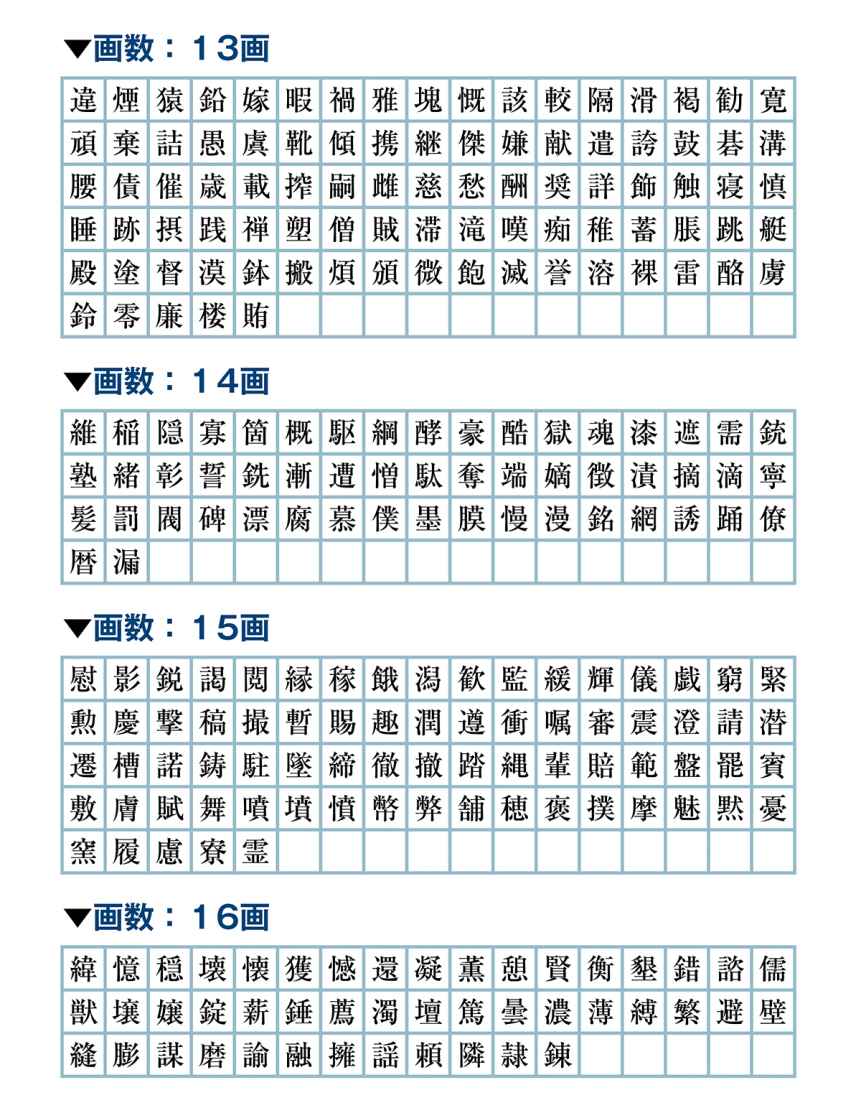 ▼画数：１３画
違煙猿鉛嫁暇禍雅塊慨該較隔滑褐勧寛
頑棄詰愚虞靴傾携継傑嫌献遣誇鼓碁溝
腰債催歳載搾嗣雌慈愁酬奨詳飾触寝慎
睡跡摂践禅塑僧賊滞滝嘆痴稚蓄脹跳艇
殿塗督漠鉢搬煩頒微飽滅誉溶裸雷酪虜
鈴零廉楼賄
▼画数：１４画
維稲隠寡箇概駆綱酵豪酷獄魂漆遮需銃
塾緒彰誓銑漸遭憎駄奪端嫡徴漬摘滴寧
髪罰閥碑漂腐慕僕墨膜慢漫銘網誘踊僚
暦漏
▼画数：１５画
慰影鋭謁閲縁稼餓潟歓監緩輝儀戯窮緊
勲慶撃稿撮暫賜趣潤遵衝嘱審震澄請潜
遷槽諾鋳駐墜締徹撤踏縄輩賠範盤罷賓
敷膚賦舞噴墳憤幣弊舗穂褒撲摩魅黙憂
窯履慮寮霊
▼画数：１６画
緯憶穏壊懐獲憾還凝薫憩賢衡墾錯諮儒
獣壌嬢錠薪錘薦濁壇篤曇濃薄縛繁避壁
縫膨謀磨諭融擁謡頼隣隷錬